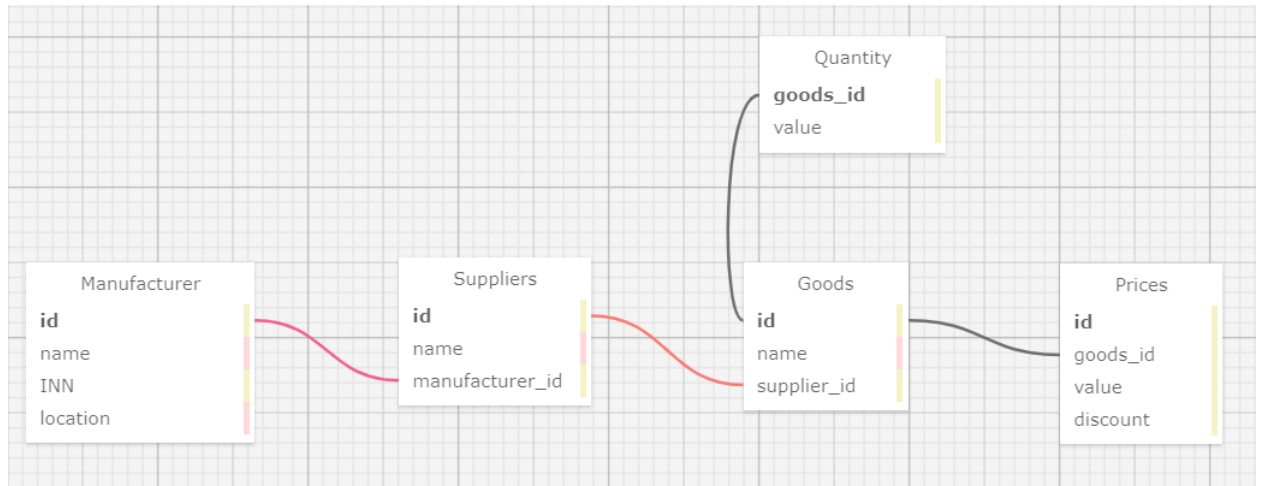 Quantity
goods_id
value
Manufacturer
id
name
INN
location
Suppliers
id
name
manufacturer_id
Goods
id
name
supplier_id
Prices
id
goods_id
value
discount